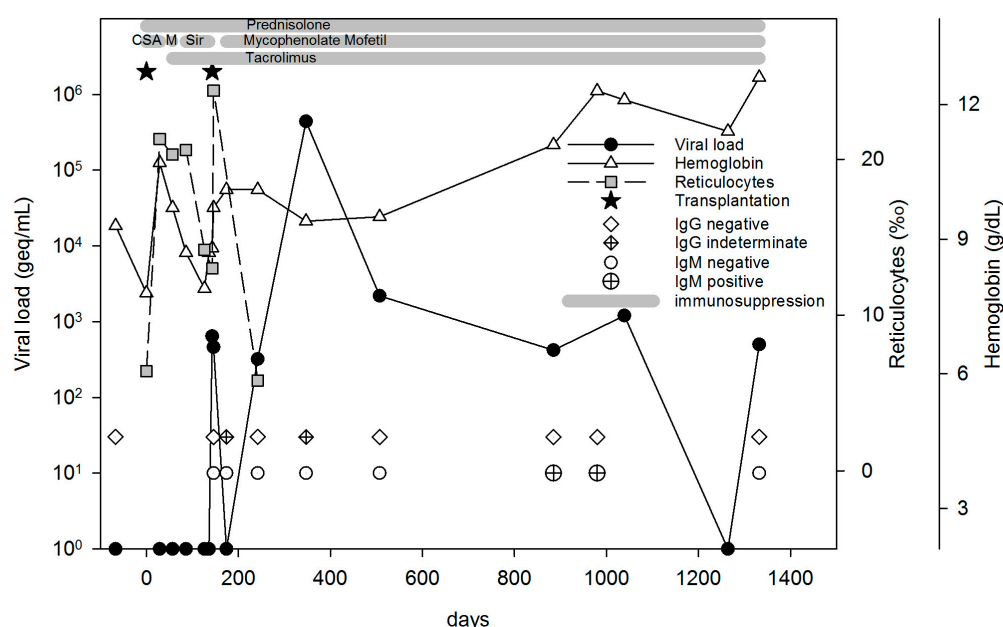 Prednisolone
CSA M Sir Mycophenolate Mofetil
Tacrolimus
Viral load (geq/mL)
10⁶
10⁵
10⁴
10³
10²
10¹
10⁰
Viral load
Hemoglobin
Reticulocytes
Transplantation
IgG negative
IgG indeterminate
IgM negative
IgM positive
immunosuppression
20
10
0
Reticulocytes (‰)
12
9
6
3
Hemoglobin (g/dL)
0 200 400 600 800 1000 1200 1400
days